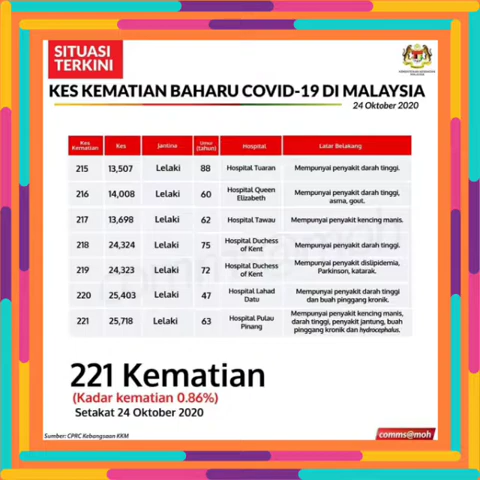 SITUASI
TERKINI
KEMENTERIAN KESIHATAN
MALAYSIA
KES KEMATIAN BAHARU COVID-19 DI MALAYSIA
24 Oktober 2020
Kes Kematian Kes Jantina Umur (tahun) Hospital Latar Belakang
215 13,507 Lelaki 88 Hospital Tuaran Mempunyai penyakit darah tinggi.
216 14,008 Lelaki 60 Hospital Queen Elizabeth Mempunyai penyakit darah tinggi, asma, gout.
217 13,698 Lelaki 62 Hospital Tawau Mempunyai penyakit kencing manis.
218 24,324 Lelaki 75 Hospital Duchess of Kent Mempunyai penyakit darah tinggi.
219 24,323 Lelaki 72 Hospital Duchess of Kent Mempunyai penyakit dislipidemia, Parkinson, katarak.
220 25,403 Lelaki 47 Hospital Lahad Datu Mempunyai penyakit darah tinggi dan buah pinggang kronik.
221 25,718 Lelaki 63 Hospital Pulau Pinang Mempunyai penyakit kencing manis, darah tinggi, penyakit jantung, buah pinggang kronik dan hydrocephalus.
221 Kematian
(Kadar kematian 0.86%)
Setakat 24 Oktober 2020
Sumber: CPRC Kebangsaan KKM
comms@moh